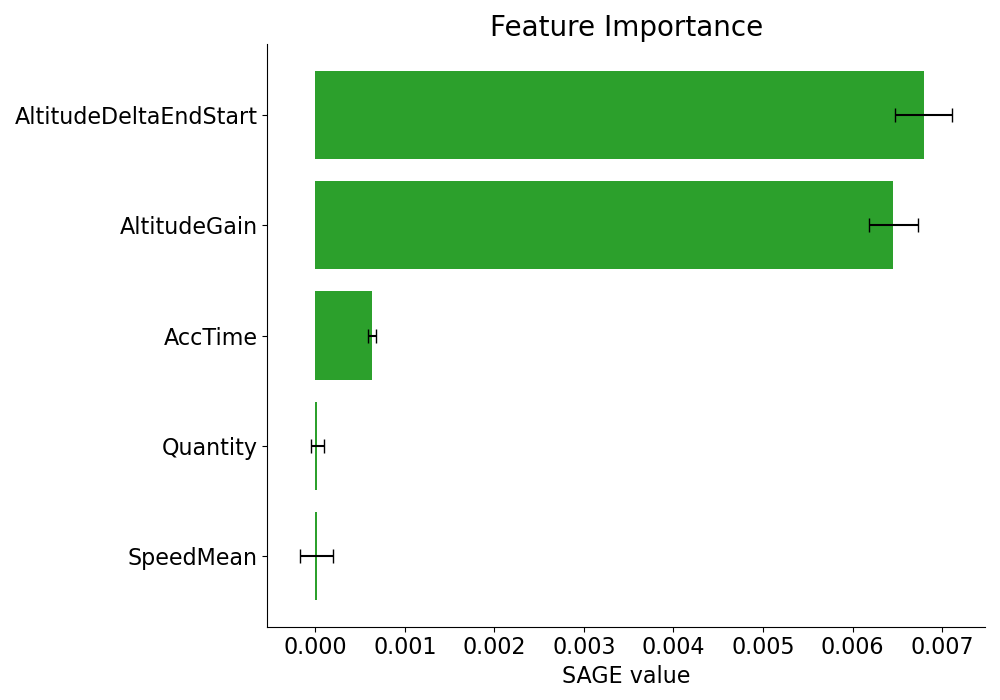 Feature Importance
AltitudeDeltaEndStart
AltitudeGain
AccTime
Quantity
SpeedMean
0.000 0.001 0.002 0.003 0.004 0.005 0.006 0.007
SAGE value